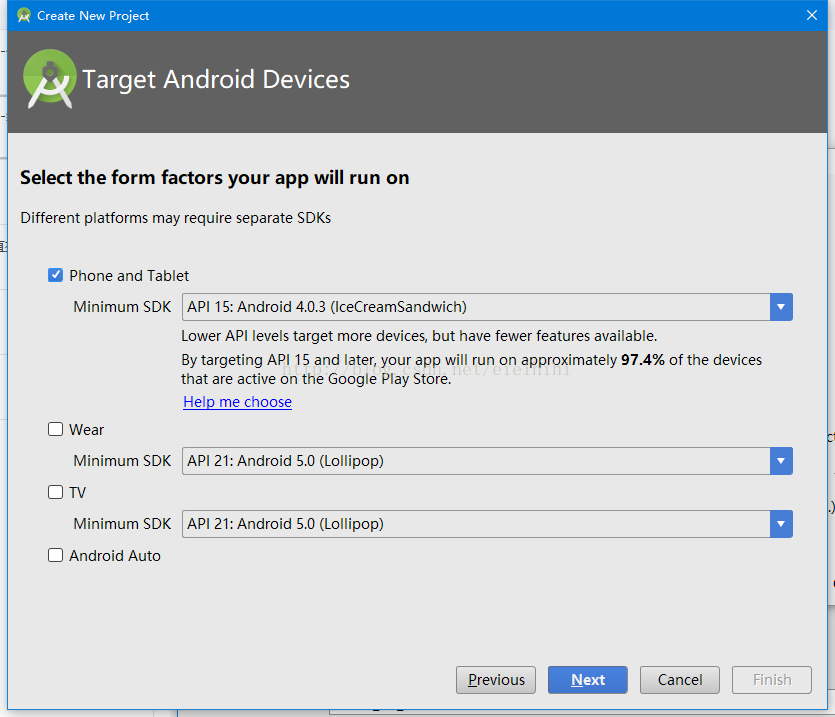 Create New Project
Target Android Devices
Select the form factors your app will run on
Different platforms may require separate SDKs
Phone and Tablet
Minimum SDK API 15: Android 4.0.3 (IceCreamSandwich)
Lower API levels target more devices, but have fewer features available.
By targeting API 15 and later, your app will run on approximately 97.4% of the devices
that are active on the Google Play Store.
Help me choose
Wear
Minimum SDK API 21: Android 5.0 (Lollipop)
TV
Minimum SDK API 21: Android 5.0 (Lollipop)
Android Auto
Previous Next Cancel Finish